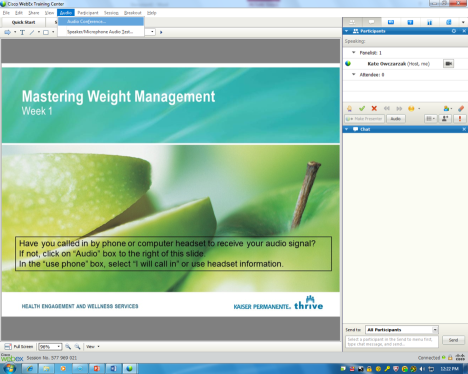 Cisco WebEx Training Center
File Edit Share View Audio Participant Session Breakout Help
Quick Start
Audio Conference...
Speaker/Microphone Audio Test...
Mastering Weight Management
Week 1
Have you called in by phone or computer headset to receive your audio signal?
If not, click on “Audio” box to the right of this slide.
In the “use phone” box, select “I will call in” or use headset information.
HEALTH ENGAGEMENT AND WELLNESS SERVICES
KAISER PERMANENTE. thrive
Full Screen 96% View
Participants
Speaking:
Panelist: 1
Kate Owczarzak (Host, me)
Attendee: 0
Make Presenter Audio
Chat
Send to: All Participants
Select a participant in the Send to menu first, type chat message, and send...
Send
Cisco WebEx Session No. 577 969 021
Connected